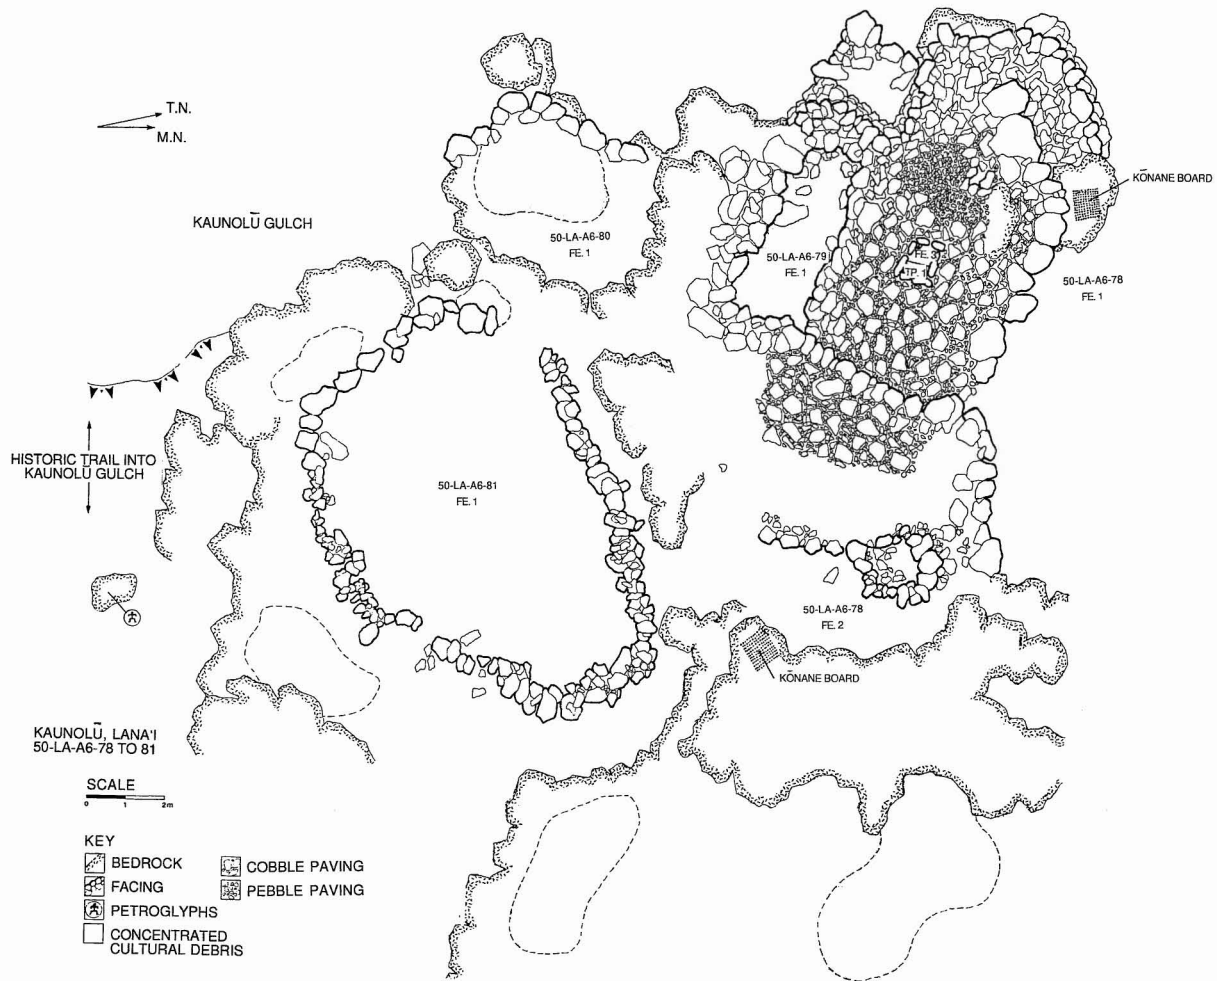 T.N.
M.N.
KAUNOLŪ GULCH
KŌNANE BOARD
50-LA-A6-80
FE. 1
50-LA-A6-79
FE. 1
FE. 3
TP. 1
50-LA-A6-78
FE. 1
HISTORIC TRAIL INTO
KAUNOLŪ GULCH
50-LA-A6-81
FE. 1
50-LA-A6-78
FE. 2
KŌNANE BOARD
KAUNOLŪ, LANA'I
50-LA-A6-78 TO 81
SCALE
0 1 2m
KEY
BEDROCK
FACING
PETROGLYPHS
CONCENTRATED
CULTURAL DEBRIS
COBBLE PAVING
PEBBLE PAVING